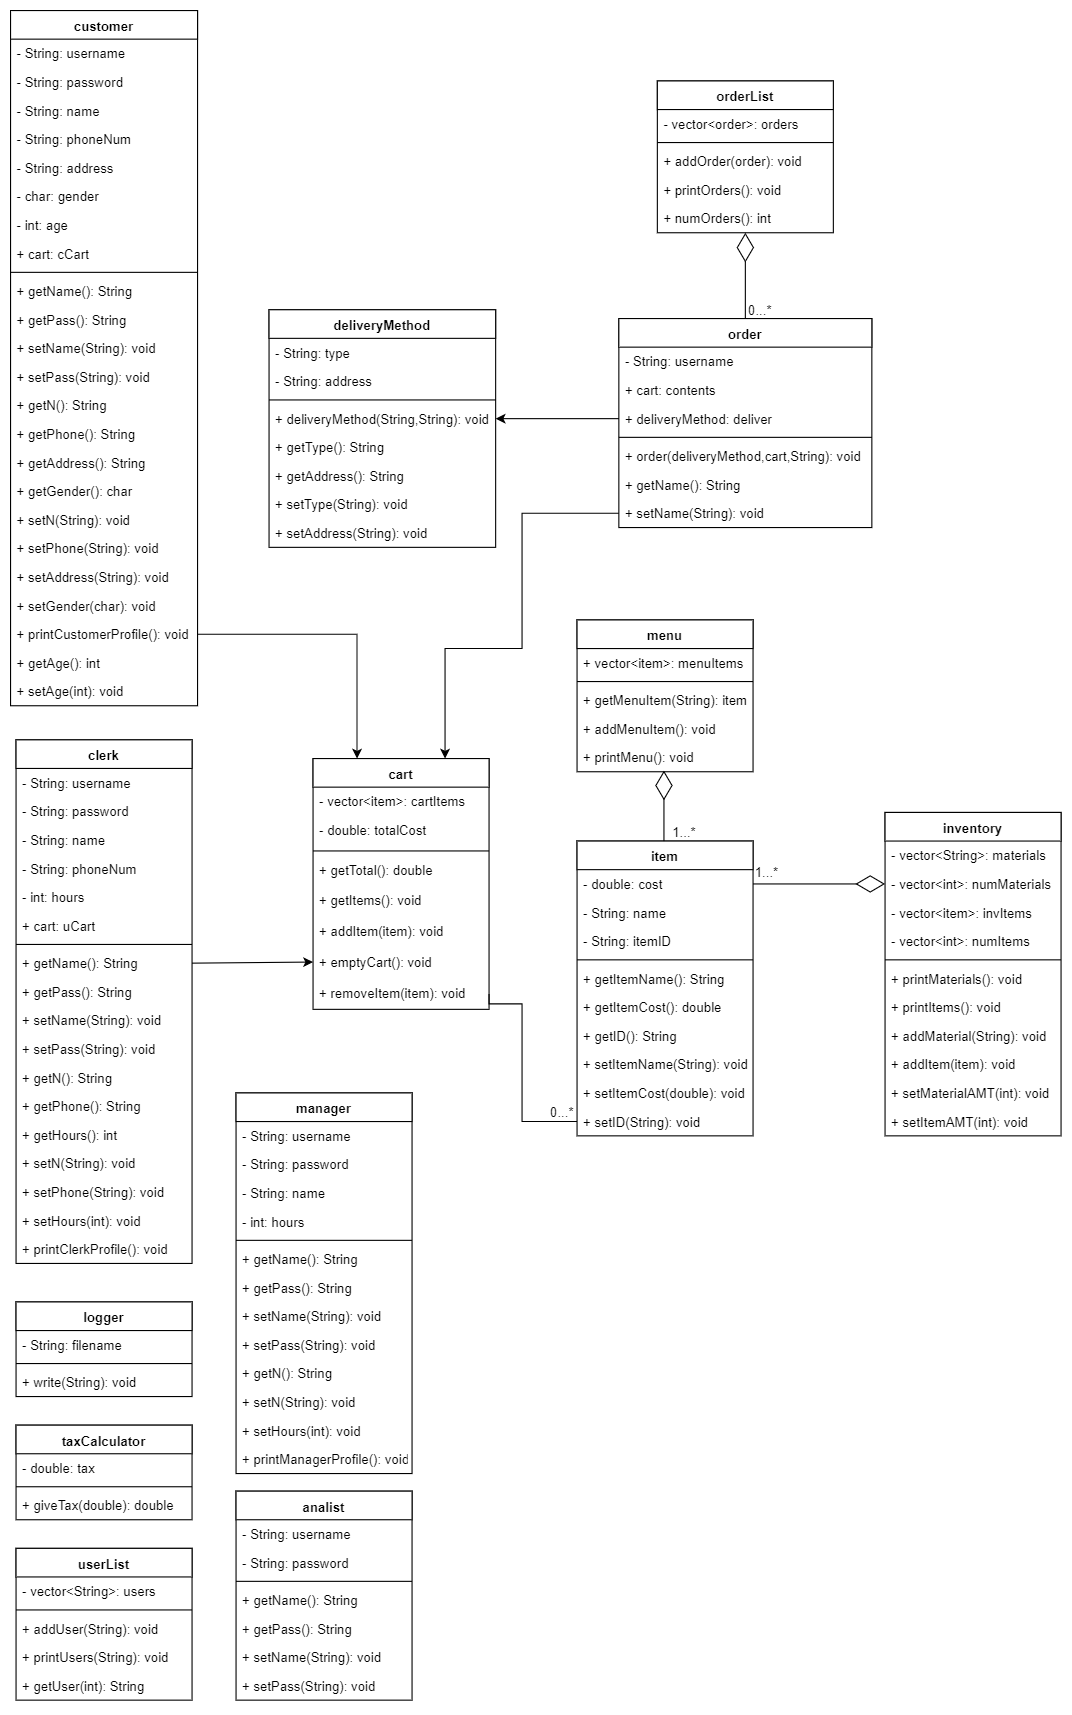 customer
- String: username
- String: password
- String: name
- String: phoneNum
- String: address
- char: gender
- int: age
+ cart: cCart
+ getName(): String
+ getPass(): String
+ setName(String): void
+ setPass(String): void
+ getN(): String
+ getPhone(): String
+ getAddress(): String
+ getGender(): char
+ setN(String): void
+ setPhone(String): void
+ setAddress(String): void
+ setGender(char): void
+ printCustomerProfile(): void
+ getAge(): int
+ setAge(int): void
orderList
- vector<order>: orders
+ addOrder(order): void
+ printOrders(): void
+ numOrders(): int
0...*
deliveryMethod
- String: type
- String: address
+ deliveryMethod(String,String): void
+ getType(): String
+ getAddress(): String
+ setType(String): void
+ setAddress(String): void
order
- String: username
+ cart: contents
+ deliveryMethod: deliver
+ order(deliveryMethod,cart,String): void
+ getName(): String
+ setName(String): void
menu
+ vector<item>: menuItems
+ getMenuItem(String): item
+ addMenuItem(): void
+ printMenu(): void
1...*
clerk
- String: username
- String: password
- String: name
- String: phoneNum
- int: hours
+ cart: uCart
+ getName(): String
+ getPass(): String
+ setName(String): void
+ setPass(String): void
+ getN(): String
+ getPhone(): String
+ getHours(): int
+ setN(String): void
+ setPhone(String): void
+ setHours(int): void
+ printClerkProfile(): void
cart
- vector<item>: cartItems
- double: totalCost
+ getTotal(): double
+ getItems(): void
+ addItem(item): void
+ emptyCart(): void
+ removeItem(item): void
0...*
item
- double: cost
- String: name
- String: itemID
+ getItemName(): String
+ getItemCost(): double
+ getID(): String
+ setItemName(String): void
+ setItemCost(double): void
+ setID(String): void
1...*
inventory
- vector<String>: materials
- vector<int>: numMaterials
- vector<item>: invItems
- vector<int>: numItems
+ printMaterials(): void
+ printItems(): void
+ addMaterial(String): void
+ addItem(item): void
+ setMaterialAMT(int): void
+ setItemAMT(int): void
manager
- String: username
- String: password
- String: name
- int: hours
+ getName(): String
+ getPass(): String
+ setName(String): void
+ setPass(String): void
+ getN(): String
+ setN(String): void
+ setHours(int): void
+ printManagerProfile(): void
logger
- String: filename
+ write(String): void
taxCalculator
- double: tax
+ giveTax(double): double
userList
- vector<String>: users
+ addUser(String): void
+ printUsers(String): void
+ getUser(int): String
analist
- String: username
- String: password
+ getName(): String
+ getPass(): String
+ setName(String): void
+ setPass(String): void